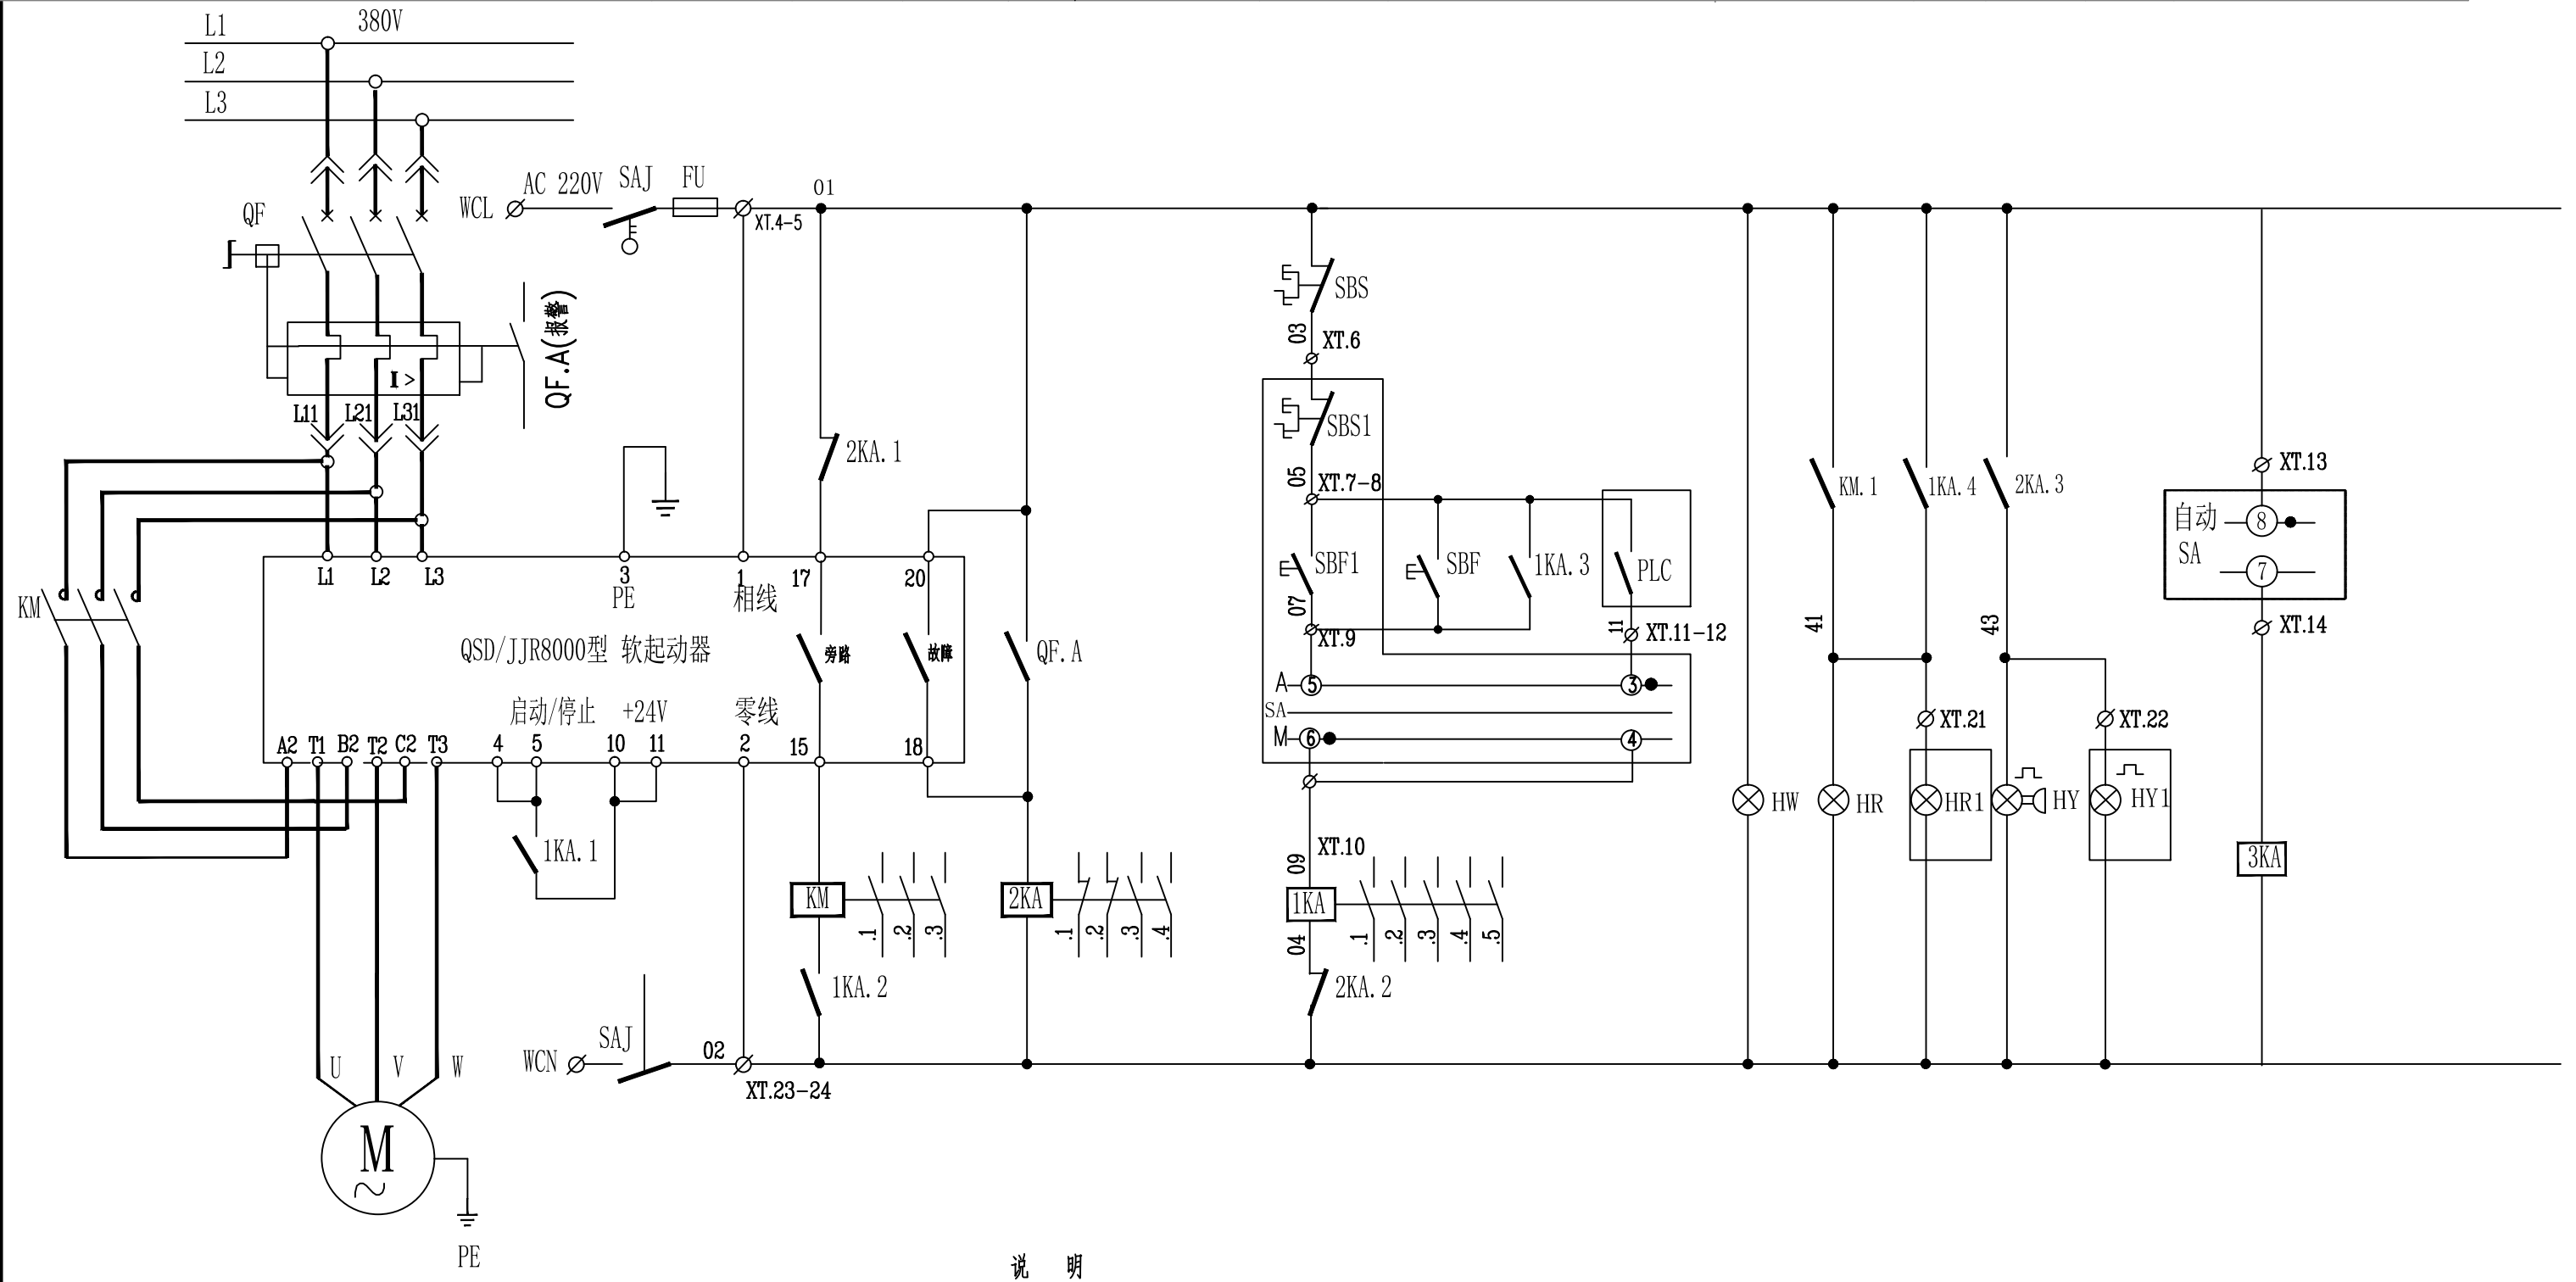 L1 380V
L2
L3
QF
WCL AC 220V SAJ FU 01
XT.4-5
QF.A(报警)
I >
L11 L21 L31
SBS
03 XT.6
SBS1
05 XT.7-8
2KA.1
KM.1 1KA.4 2KA.3
XT.13
自动 8
SA
7
XT.14
KM
L1 L2 L3 3 1 17 20
PE 相线
SBF1 SBF 1KA.3 PLC
07 XT.9 11 XT.11-12
41 43
QSD/JJR8000型 软起动器 旁路 故障 QF.A
A 5 3
SA
M 6 4
启动/停止 +24V 零线
A2 T1 B2 T2 C2 T3 4 5 10 11 2 15 18
XT.21 XT.22
HW HR HR1 HY HY1
1KA.1
09 XT.10
3KA
KM .1 .2 .3
2KA .1 .2 .3 .4
1KA .1 .2 .3 .4 .5
04
1KA.2 2KA.2
WCN SAJ 02
XT.23-24
U V W
M
~
PE
说 明